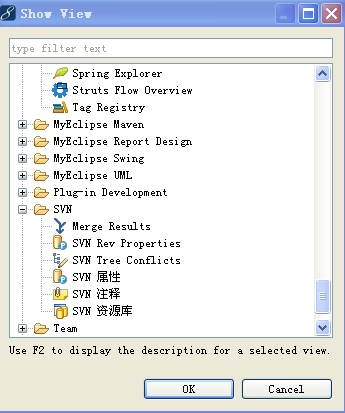 Show View
type filter text
Spring Explorer
Struts Flow Overview
Tag Registry
MyEclipse Maven
MyEclipse Report Design
MyEclipse Swing
MyEclipse UML
Plug-in Development
SVN
Merge Results
SVN Rev Properties
SVN Tree Conflicts
SVN 属性
SVN 注释
SVN 资源库
Team
Use F2 to display the description for a selected view.
OK Cancel